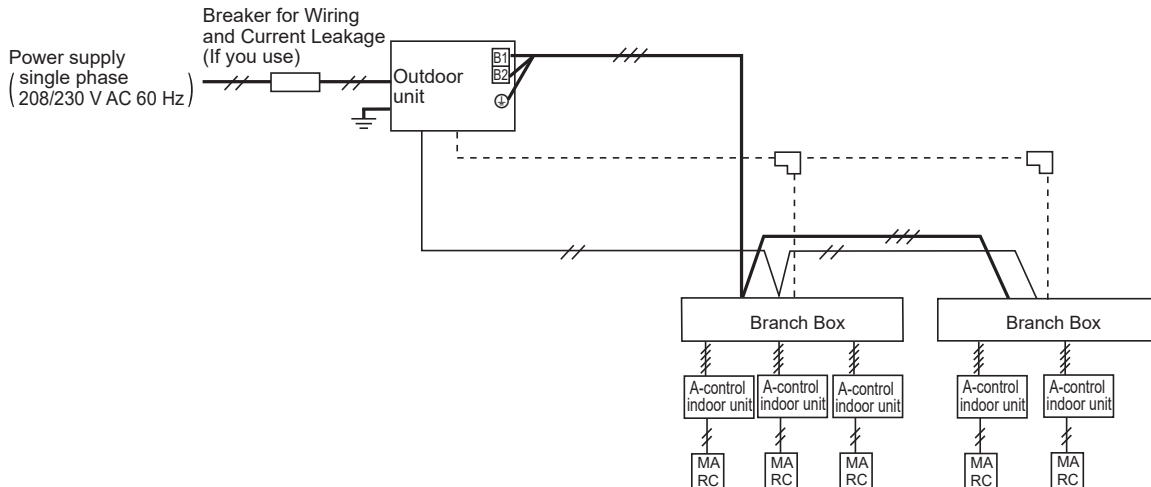 Breaker for Wiring
and Current Leakage
(If you use)
Power supply
( single phase
208/230 V AC 60 Hz )
Outdoor
unit
B1
B2
Branch Box
Branch Box
A-control
indoor unit
A-control
indoor unit
A-control
indoor unit
A-control
indoor unit
A-control
indoor unit
MA
RC
MA
RC
MA
RC
MA
RC
MA
RC